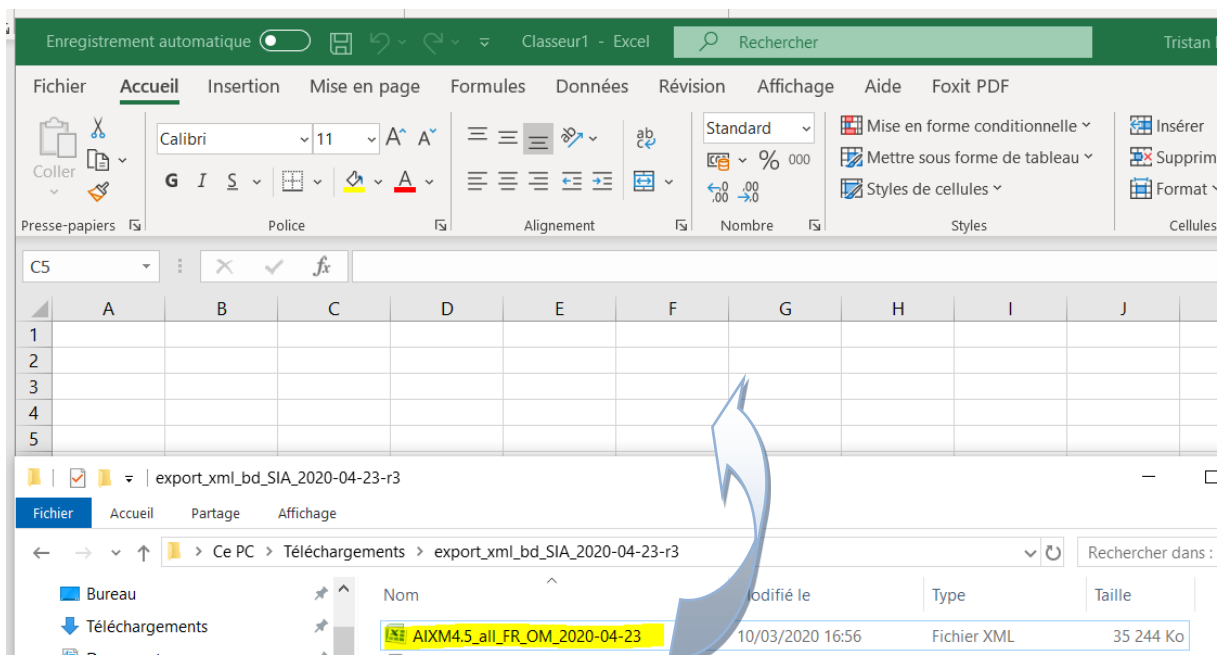 Enregistrement automatique Classeur1 - Excel Rechercher Tristan
Fichier Accueil Insertion Mise en page Formules Données Révision Affichage Aide Foxit PDF
Calibri 11 A A ab Standard Mise en forme conditionnelle Insérer
Coller % 000 Mettre sous forme de tableau
G I S A ,00 Styles de cellules Format
Presse-papiers Police Alignement Nombre Styles Cellules
C5 fx
A B C D E F G H I J
1
2
3
4
5
export_xml_bd_SIA_2020-04-23-r3
Fichier Accueil Partage Affichage
Ce PC > Téléchargements > export_xml_bd_SIA_2020-04-23-r3 Rechercher dans :
Bureau Nom Type Taille
Téléchargements AIXM4.5_all_FR_OM_2020-04-23 10/03/2020 16:56 Fichier XML 35 244 Ko